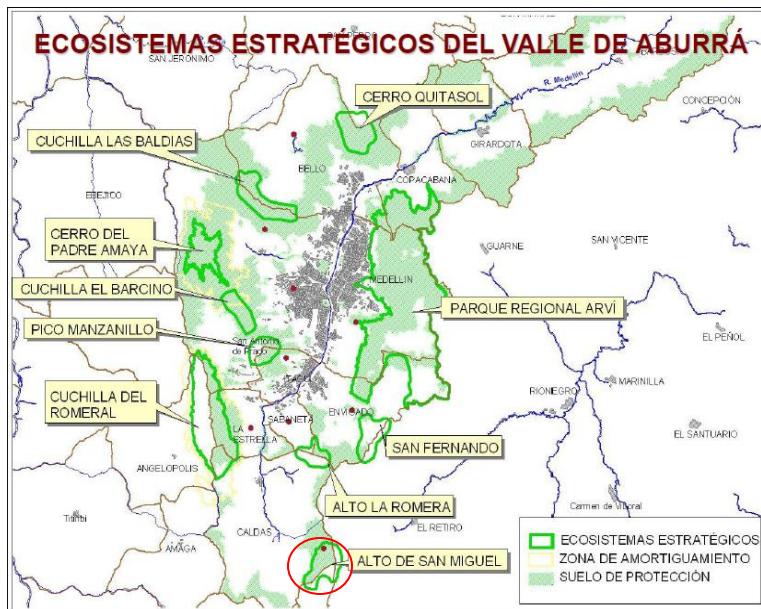 ECOSISTEMAS ESTRATÉGICOS DEL VALLE DE ABURRÁ
SAN JERONIMO
R. Medellín
CERRO QUITASOL
CONCEPCIÓN
GIRARDOTA
CUCHILLA LAS BALDIAS
BELLO
COPACABANA
EBEJICO
CERRO DEL
PADRE AMAYA
GUARNE
SAN VICENTE
MEDELLIN
CUCHILLA EL BARCINO
PARQUE REGIONAL ARVÍ
PICO MANZANILLO
San Antonio
de Prado
EL PEÑOL
ITAGUI
CUCHILLA DEL
ROMERAL
MARINILLA
RIONEGRO
LA
ESTRELLA
SABANETA
ENVIGADO
SAN FERNANDO
EL SANTUARIO
ANGELOPOLIS
ALTO LA ROMERA
Titiribi
CALDAS
EL RETIRO
Carmen de Viboral
AMAGA
ALTO DE SAN MIGUEL
ECOSISTEMAS ESTRATÉGICOS
ZONA DE AMORTIGUAMIENTO
SUELO DE PROTECCIÓN